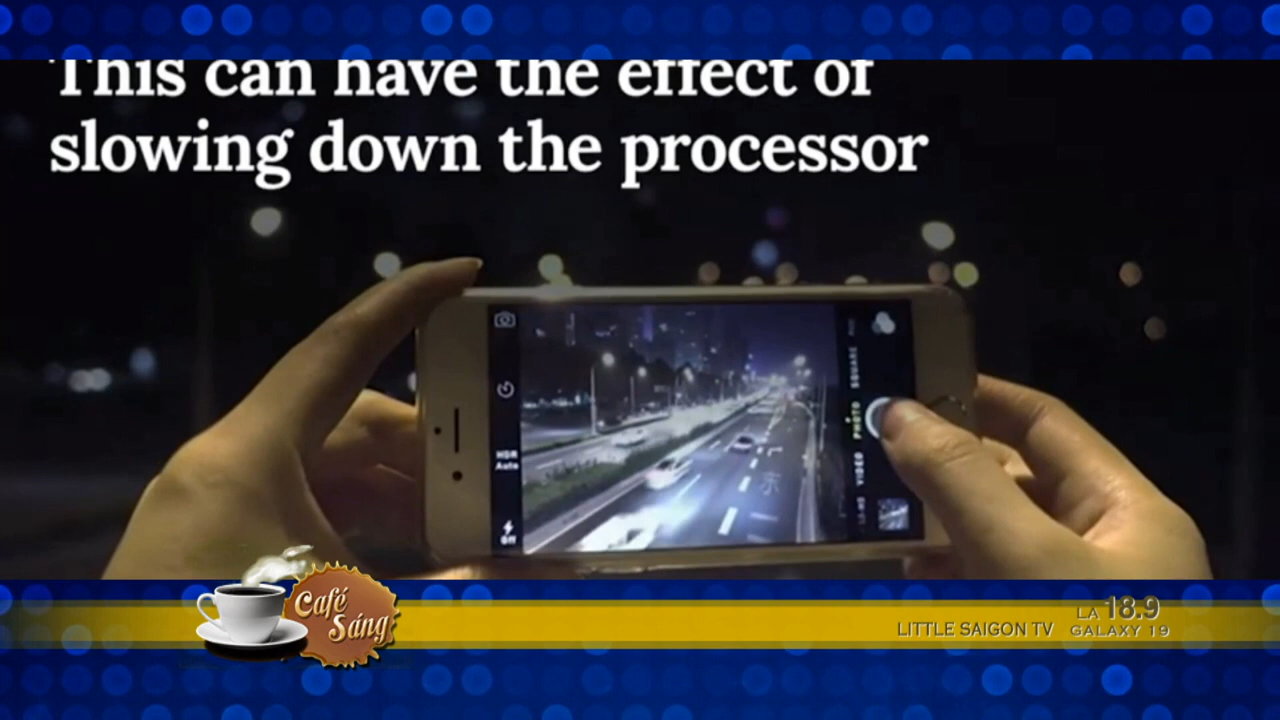 This can have the effect of
slowing down the processor
HDR
Auto
Off
SQUARE
PHOTO
VIDEO
Café
Sáng
LITTLE SAIGON TV
LA 18.9
GALAXY 19